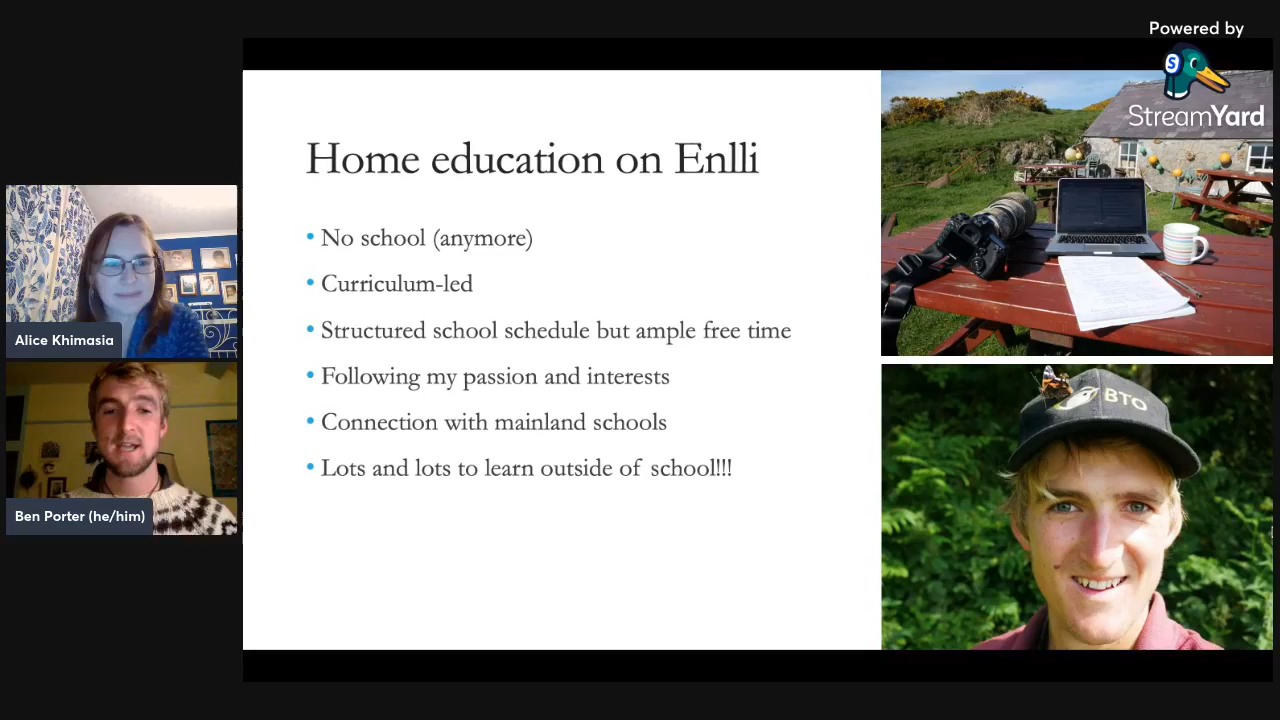 Powered by
StreamYard
Home education on Enlli
• No school (anymore)
• Curriculum-led
• Structured school schedule but ample free time
• Following my passion and interests
• Connection with mainland schools
• Lots and lots to learn outside of school!!!
Alice Khimasia
Ben Porter (he/him)
BTO